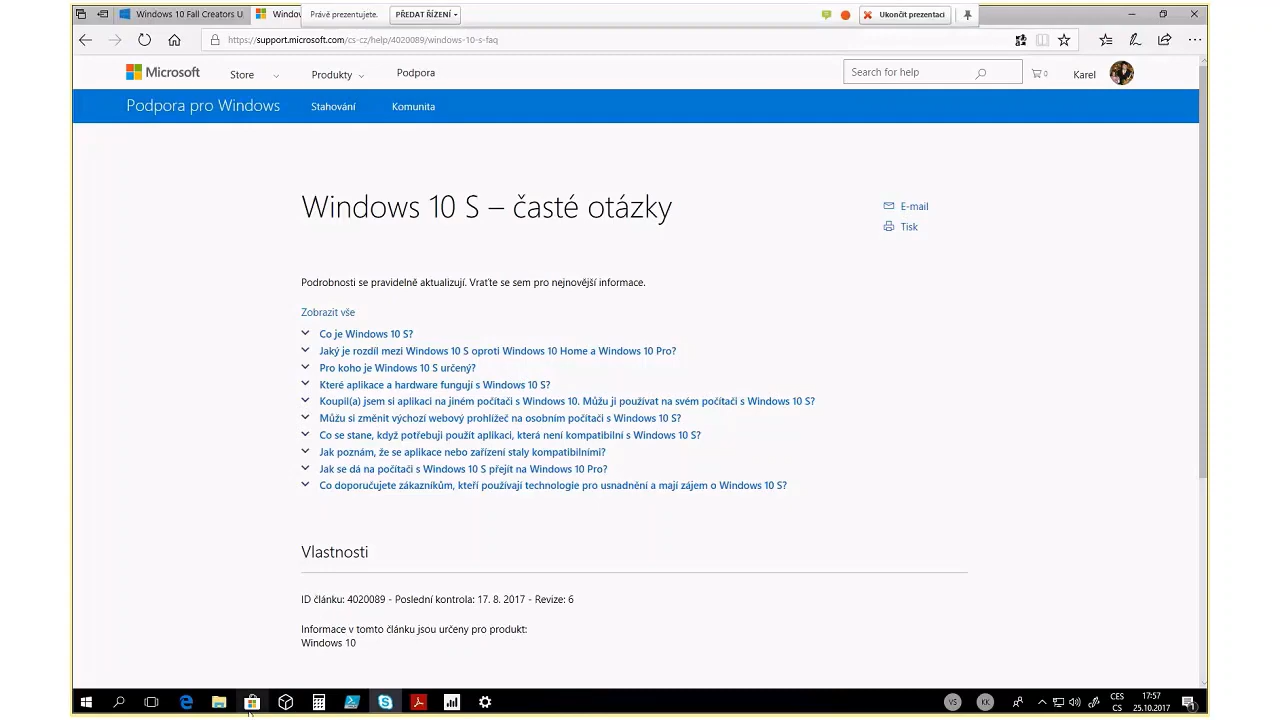 Windows 10 Fall Creators U
Windo
Právě prezentujete.
PŘEDAT ŘÍZENÍ
Ukončit prezentaci
https://support.microsoft.com/cs-cz/help/4020089/windows-10-s-faq
Microsoft
Store
Produkty
Podpora
Search for help
0
Karel
Podpora pro Windows
Stahování
Komunita
Windows 10 S – časté otázky
E-mail
Tisk
Podrobnosti se pravidelně aktualizují. Vraťte se sem pro nejnovější informace.
Zobrazit vše
Co je Windows 10 S?
Jaký je rozdíl mezi Windows 10 S oproti Windows 10 Home a Windows 10 Pro?
Pro koho je Windows 10 S určený?
Které aplikace a hardware fungují s Windows 10 S?
Koupil(a) jsem si aplikaci na jiném počítači s Windows 10. Můžu ji používat na svém počítači s Windows 10 S?
Můžu si změnit výchozí webový prohlížeč na osobním počítači s Windows 10 S?
Co se stane, když potřebuji použít aplikaci, která není kompatibilní s Windows 10 S?
Jak poznám, že se aplikace nebo zařízení staly kompatibilními?
Jak se dá na počítači s Windows 10 S přejít na Windows 10 Pro?
Co doporučujete zákazníkům, kteří používají technologie pro usnadnění a mají zájem o Windows 10 S?
Vlastnosti
ID článku: 4020089 - Poslední kontrola: 17. 8. 2017 - Revize: 6
Informace v tomto článku jsou určeny pro produkt:
Windows 10
VS
KK
CES
CS
17:57
25.10.2017
1